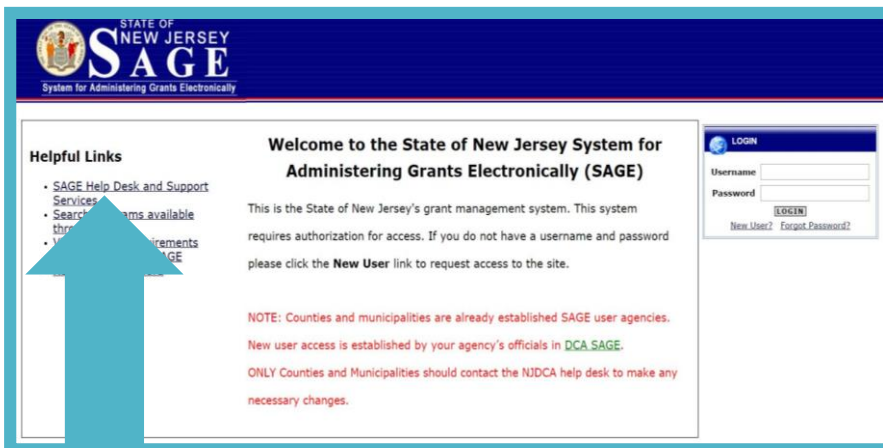 STATE OF
NEW JERSEY
SAGE
System for Administering Grants Electronically
Helpful Links
SAGE Help Desk and Support
Services
Search ams available
thr
irements
AGE
Welcome to the State of New Jersey System for
Administering Grants Electronically (SAGE)
This is the State of New Jersey's grant management system. This system
requires authorization for access. If you do not have a username and password
please click the New User link to request access to the site.
NOTE: Counties and municipalities are already established SAGE user agencies.
New user access is established by your agency's officials in DCA SAGE.
ONLY Counties and Municipalities should contact the NJDCA help desk to make any
necessary changes.
LOGIN
Username
Password
LOGIN
New User? Forgot Password?